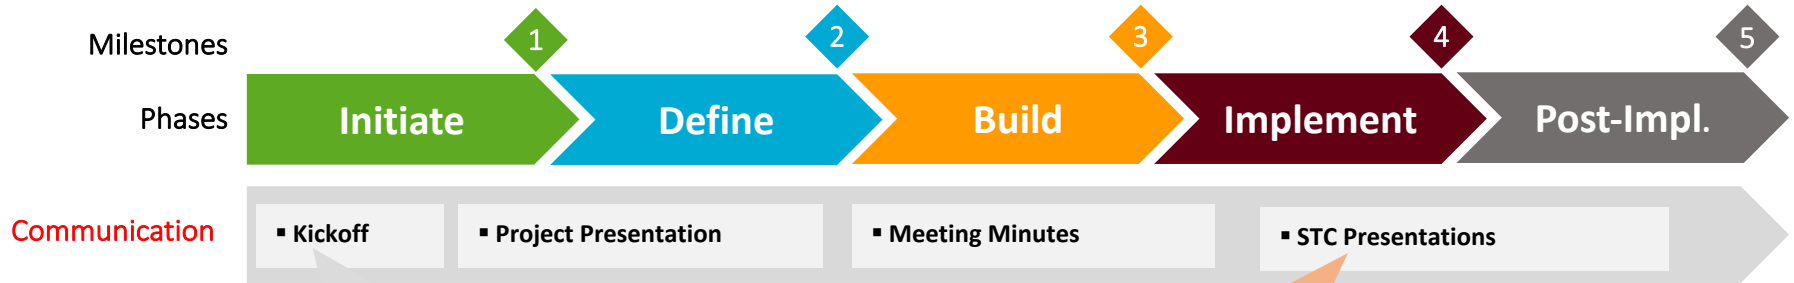 Milestones 1 2 3 4 5
Phases Initiate Define Build Implement Post-Impl.
Communication ▪ Kickoff ▪ Project Presentation ▪ Meeting Minutes ▪ STC Presentations